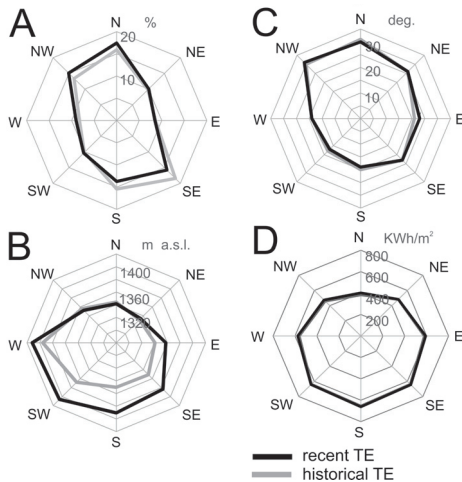 A
N
%
20
10
NW
NE
W
E
SW
SE
S
C
N
deg.
30
20
10
NW
NE
W
E
SW
SE
S
B
N
m a.s.l.
1400
1360
1320
NW
NE
W
E
SW
SE
S
D
N
KWh/m²
800
600
400
200
NW
NE
W
E
SW
SE
S
recent TE
historical TE